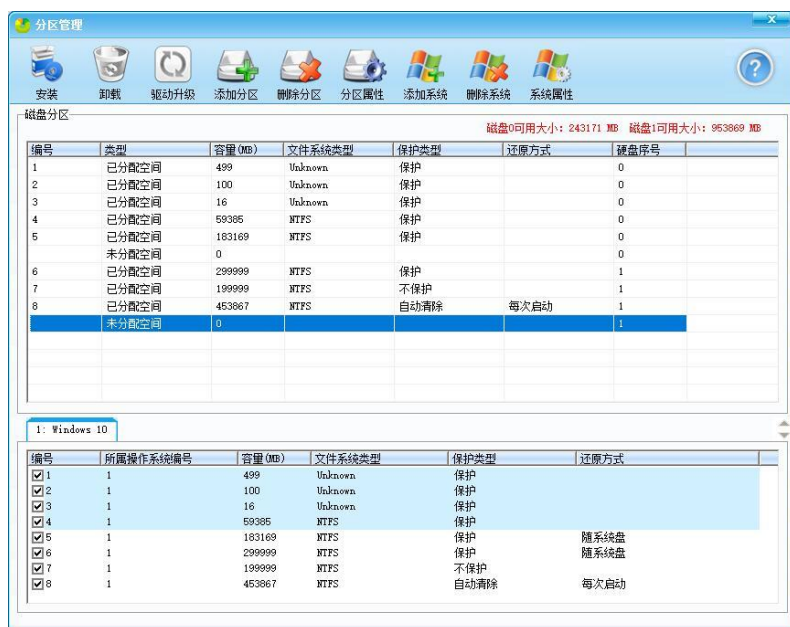 分区管理
安装 卸载 驱动升级 添加分区 删除分区 分区属性 添加系统 删除系统 系统属性
磁盘分区
磁盘0可用大小: 243171 MB 磁盘1可用大小: 953869 MB
编号 类型 容量(MB) 文件系统类型 保护类型 还原方式 硬盘序号
1 已分配空间 499 Unknown 保护 0
2 已分配空间 100 Unknown 保护 0
3 已分配空间 16 Unknown 保护 0
4 已分配空间 59385 NTFS 保护 0
5 已分配空间 183169 NTFS 保护 0
未分配空间 0 0
6 已分配空间 299999 NTFS 保护 1
7 已分配空间 199999 NTFS 不保护 1
8 已分配空间 453867 NTFS 自动清除 每次启动 1
未分配空间 0 1
1: Windows 10
编号 所属操作系统编号 容量(MB) 文件系统类型 保护类型 还原方式
1 1 499 Unknown 保护
2 1 100 Unknown 保护
3 1 16 Unknown 保护
4 1 59385 NTFS 保护
5 1 183169 NTFS 保护 随系统盘
6 1 299999 NTFS 保护 随系统盘
7 1 199999 NTFS 不保护
8 1 453867 NTFS 自动清除 每次启动